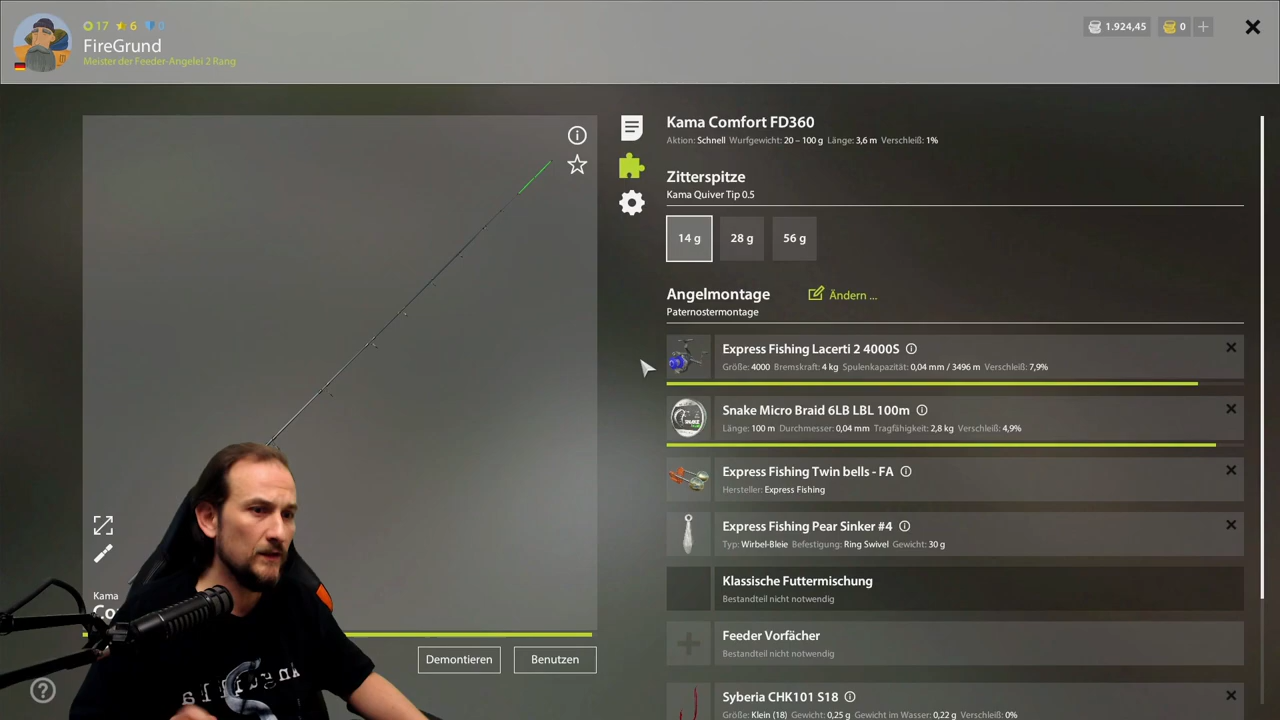 17 6 0
FireGrund
Meister der Feeder-Angelei 2 Rang
1.924,45
0
Kama Comfort FD360
Aktion: Schnell Wurfgewicht: 20 – 100 g Länge: 3,6 m Verschleiß: 1%
Zitterspitze
Kama Quiver Tip 0.5
14 g
28 g
56 g
Angelmontage
Ändern ...
Paternostermontage
Express Fishing Lacerti 2 4000S
Größe: 4000 Bremskraft: 4 kg Spulenkapazität: 0,04 mm / 3496 m Verschleiß: 7,9%
Snake Micro Braid 6LB LBL 100m
Länge: 100 m Durchmesser: 0,04 mm Tragfähigkeit: 2,8 kg Verschleiß: 4,9%
Express Fishing Twin bells - FA
Hersteller: Express Fishing
Express Fishing Pear Sinker #4
Typ: Wirbel-Bleie Befestigung: Ring Swivel Gewicht: 30 g
Klassische Futtermischung
Bestandteil nicht notwendig
Feeder Vorfächer
Bestandteil nicht notwendig
Syberia CHK101 S18
Größe: Klein (18) Gewicht: 0,25 g Gewicht im Wasser: 0,22 g Verschleiß: 0%
Kama
Co
Demontieren
Benutzen